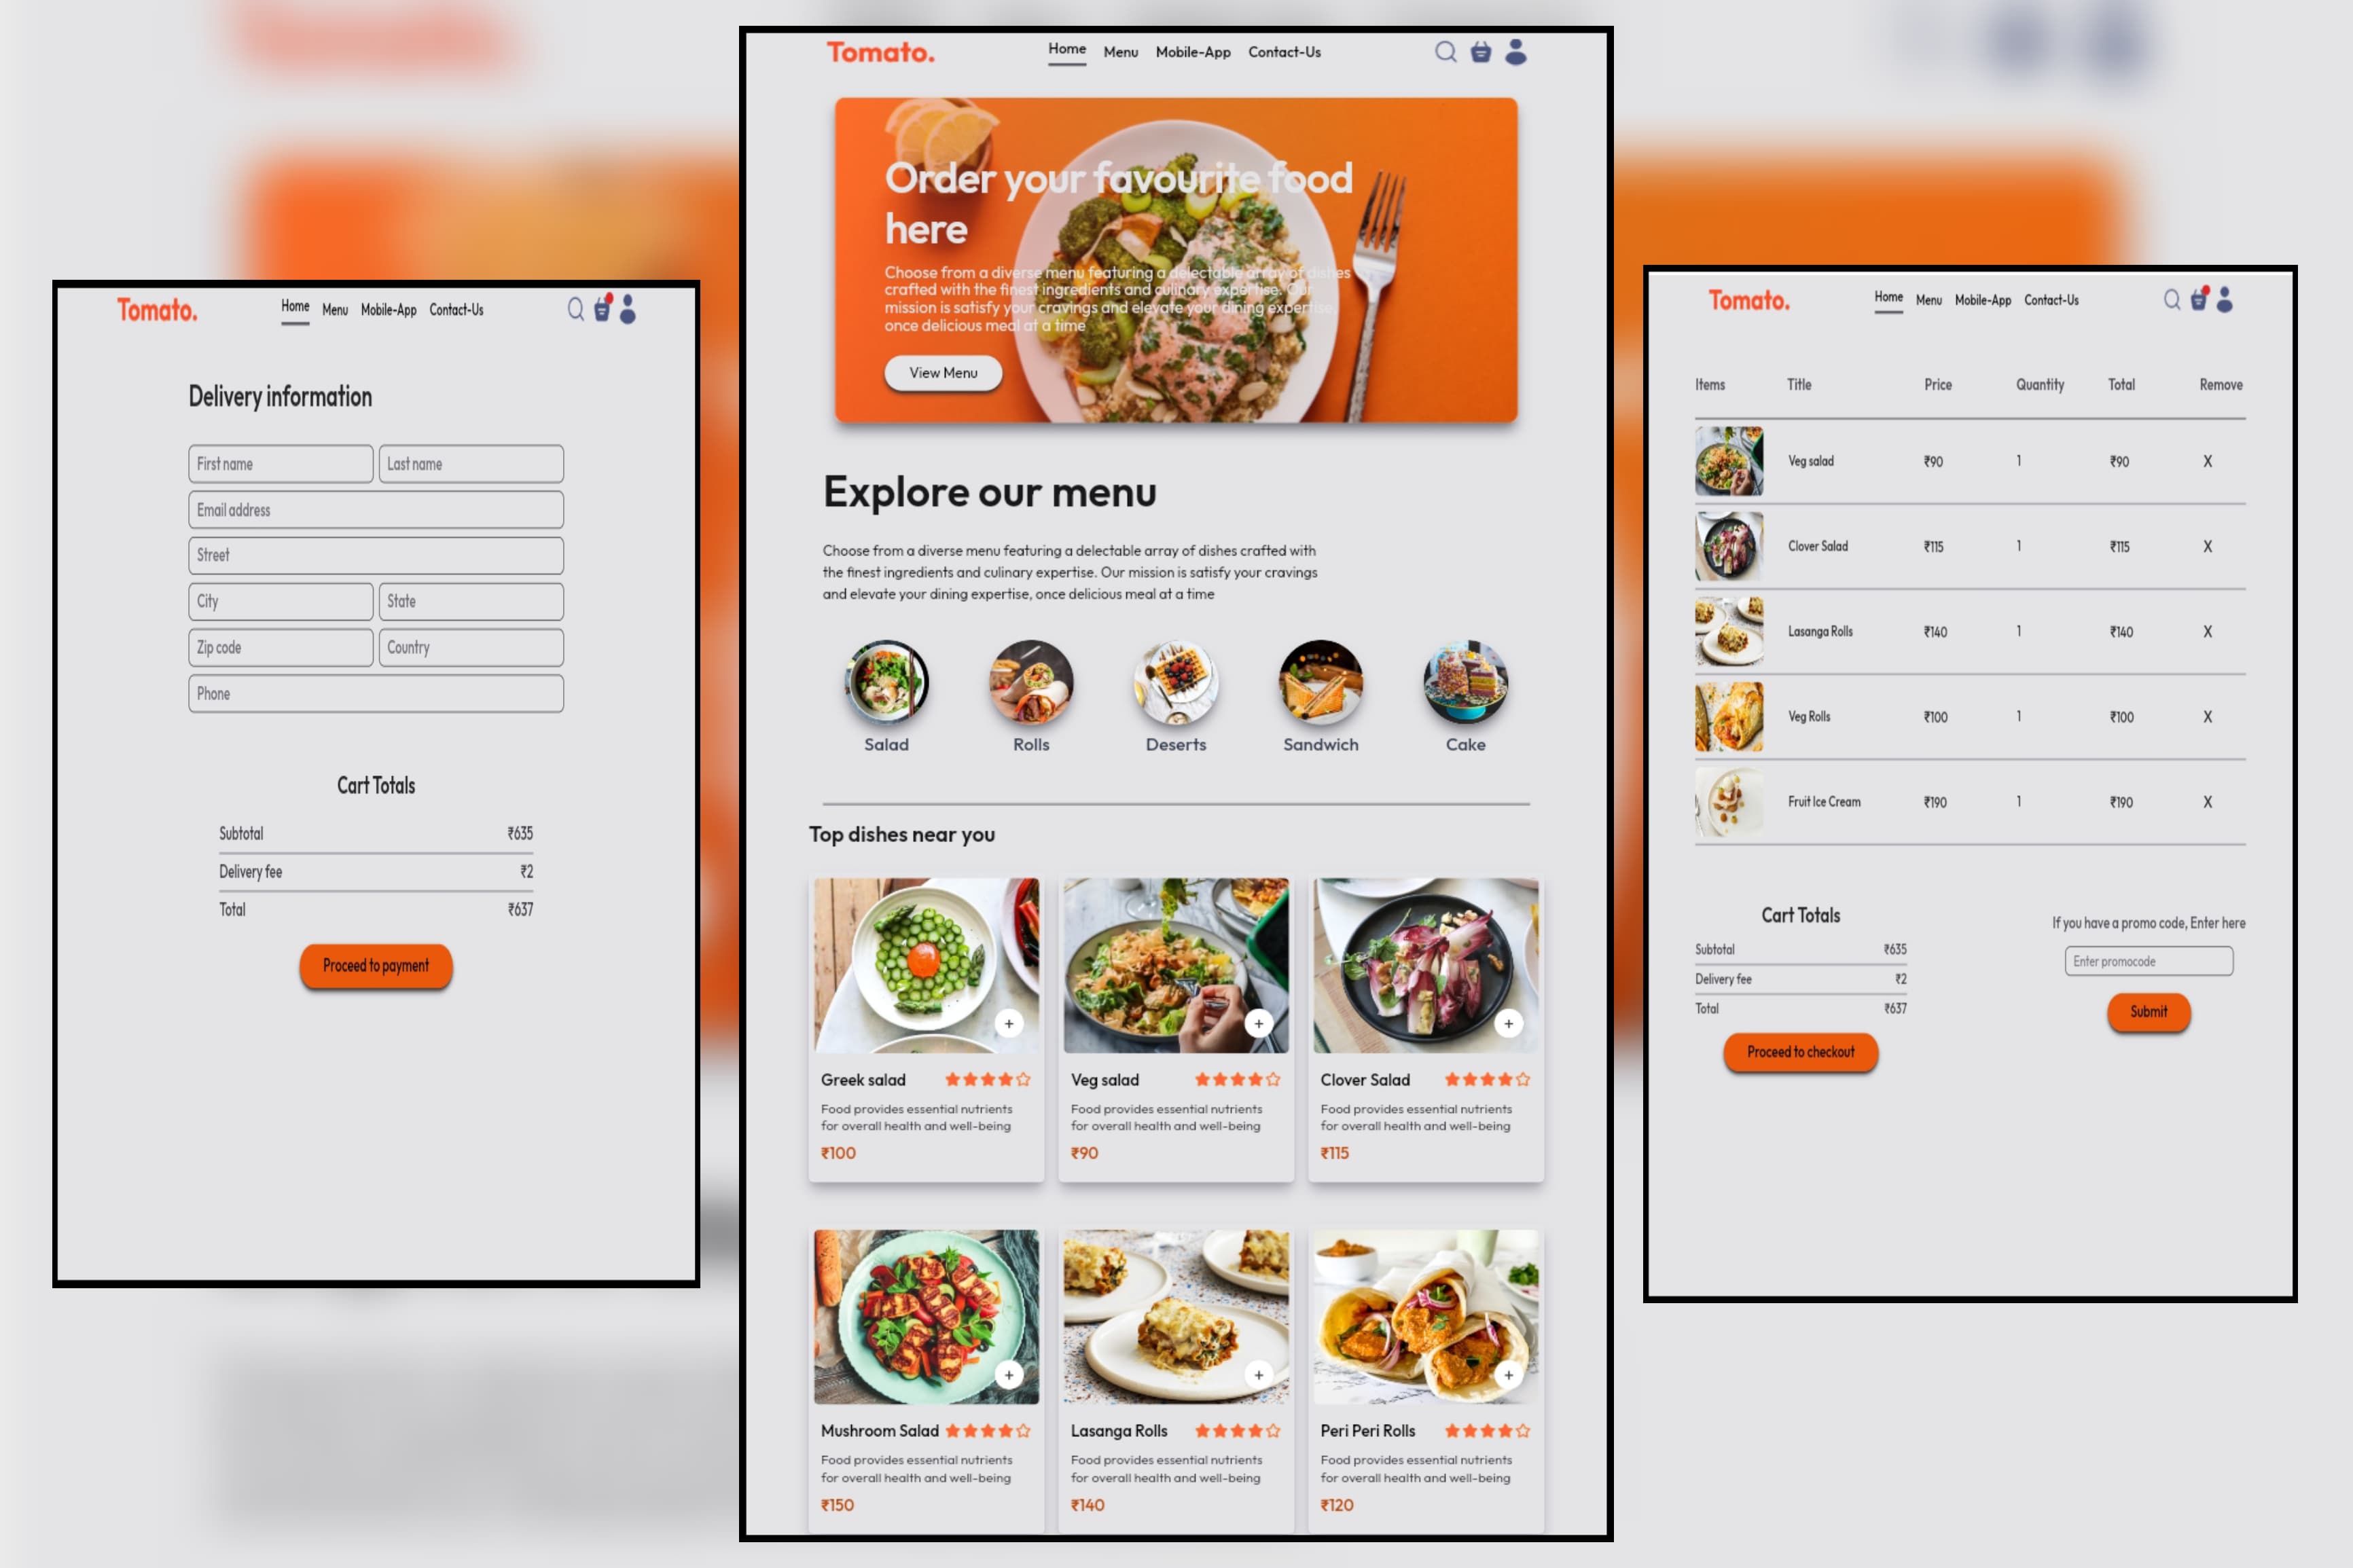 Tomato.
Home Menu Mobile-App Contact-Us
Delivery information
First name Last name
Email address
Street
City State
Zip code Country
Phone
Cart Totals
Subtotal ₹635
Delivery fee ₹2
Total ₹637
Proceed to payment
Tomato.
Home Menu Mobile-App Contact-Us
Order your favourite food
here
Choose from a diverse menu featuring a delectable array of dishes
crafted with the finest ingredients and culinary expertise. Our
mission is satisfy your cravings and elevate your dining expertise,
once delicious meal at a time
View Menu
Explore our menu
Choose from a diverse menu featuring a delectable array of dishes crafted with
the finest ingredients and culinary expertise. Our mission is satisfy your cravings
and elevate your dining expertise, once delicious meal at a time
Salad Rolls Deserts Sandwich Cake
Top dishes near you
Greek salad
Food provides essential nutrients
for overall health and well-being
₹100
Veg salad
Food provides essential nutrients
for overall health and well-being
₹90
Clover Salad
Food provides essential nutrients
for overall health and well-being
₹115
Mushroom Salad
Food provides essential nutrients
for overall health and well-being
₹150
Lasanga Rolls
Food provides essential nutrients
for overall health and well-being
₹140
Peri Peri Rolls
Food provides essential nutrients
for overall health and well-being
₹120
Tomato.
Home Menu Mobile-App Contact-Us
Items Title Price Quantity Total Remove
Veg salad ₹90 1 ₹90 X
Clover Salad ₹115 1 ₹115 X
Lasanga Rolls ₹140 1 ₹140 X
Veg Rolls ₹100 1 ₹100 X
Fruit Ice Cream ₹190 1 ₹190 X
Cart Totals
Subtotal ₹635
Delivery fee ₹2
Total ₹637
Proceed to checkout
If you have a promo code, Enter here
Enter promocode
Submit